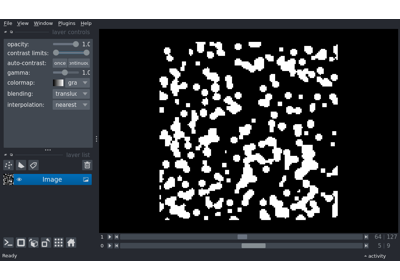 File View Window Plugins Help
layer controls
opacity: 1.0
contrast limits:
auto-contrast: once
gamma: 1.0
colormap: gra
blending: translu
interpolation: nearest
layer list
Image
1 64 127
0 5 9
Ready activity